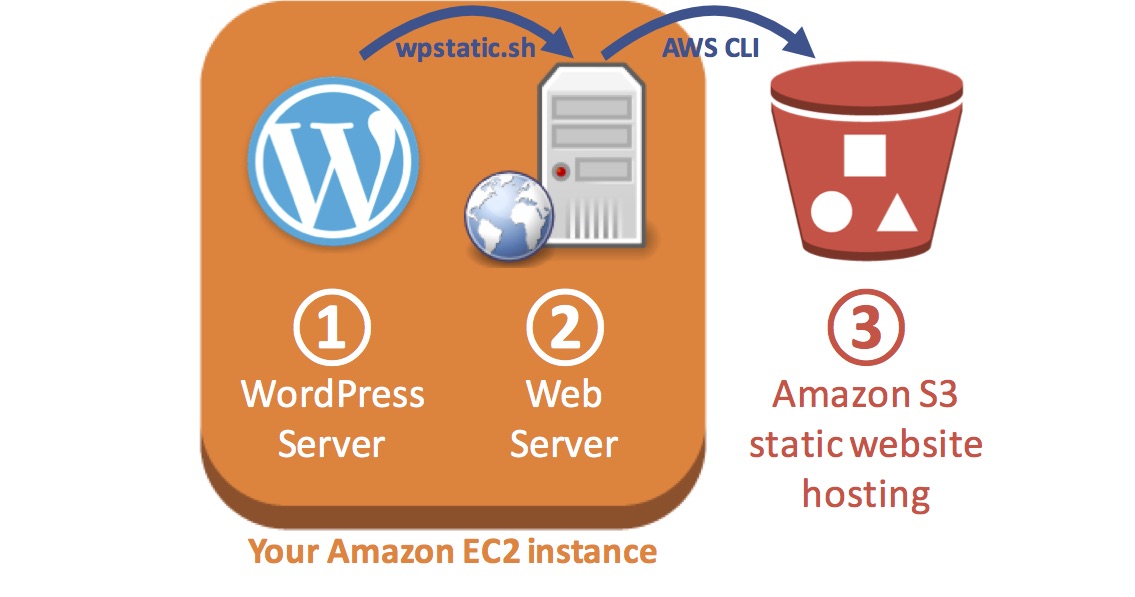 wpstatic.sh
AWS CLI
1
WordPress
Server
2
Web
Server
3
Amazon S3
static website
hosting
Your Amazon EC2 instance